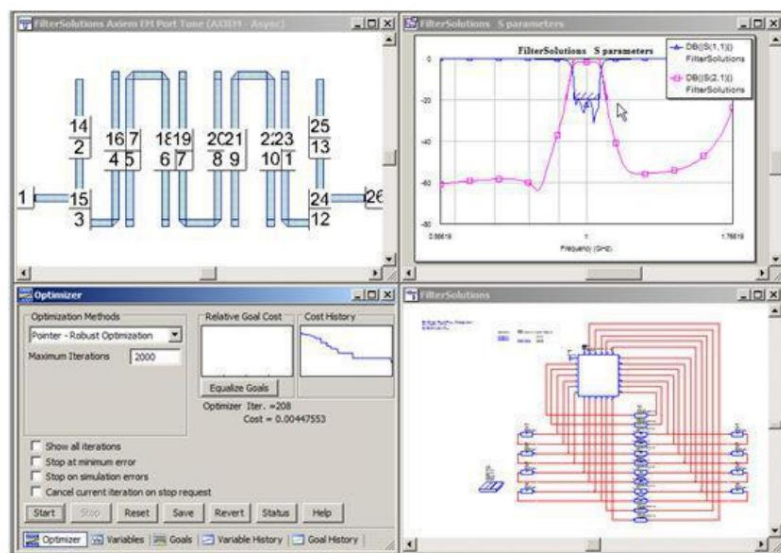 FilterSolutions Axiem EM Port Tune (AXIEM - Async)
14 25
2 13
16 7 18 19 20 21 22 23
4 5 6 7 8 9 10 1
1 15 24 26
3 12
FilterSolutions S parameters
FilterSolutions S parameters
DB(|S(1,1)|)
FilterSolutions
DB(|S(2,1)|)
FilterSolutions
0
-20
-40
-60
-80
1
Frequency (GHz)
Optimizer
Optimization Methods
Pointer - Robust Optimization
Maximum Iterations 2000
Relative Goal Cost
Cost History
Equalize Goals
Optimizer Iter. =208
Cost = 0.00447553
Show all iterations
Stop at minimum error
Stop on simulation errors
Cancel current iteration on stop request
Start Stop Reset Save Revert Status Help
Optimizer Variables Goals Variable History Goal History
FilterSolutions